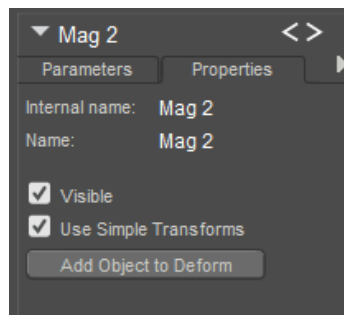 Mag 2 < >
Parameters Properties
Internal name: Mag 2
Name: Mag 2
Visible
Use Simple Transforms
Add Object to Deform